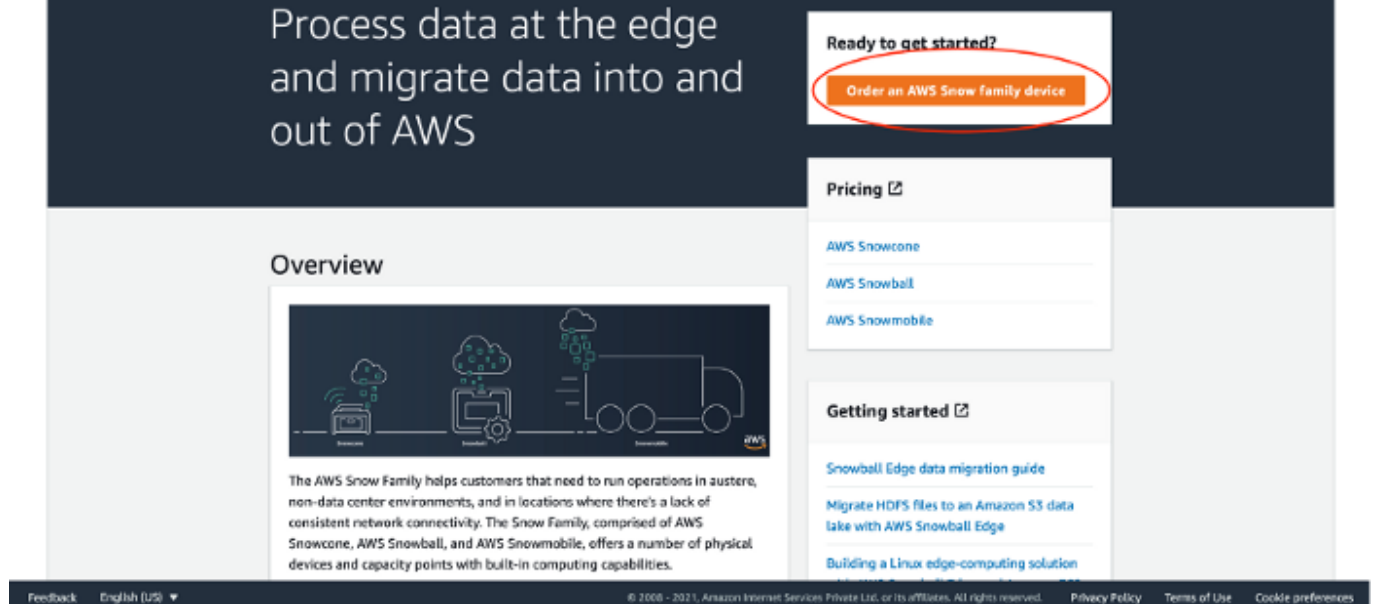 Process data at the edge
and migrate data into and
out of AWS
Ready to get started?
Order an AWS Snow family device
Pricing
AWS Snowcone
AWS Snowball
AWS Snowmobile
Overview
Snowcone
Snowball
Snowmobile
aws
The AWS Snow Family helps customers that need to run operations in austere,
non-data center environments, and in locations where there's a lack of
consistent network connectivity. The Snow Family, comprised of AWS
Snowcone, AWS Snowball, and AWS Snowmobile, offers a number of physical
devices and capacity points with built-in computing capabilities.
Getting started
Snowball Edge data migration guide
Migrate HDFS files to an Amazon S3 data
lake with AWS Snowball Edge
Building a Linux edge-computing solution
Feedback English (US)
© 2008 - 2021, Amazon Internet Services Private Ltd. or its affiliates. All rights reserved. Privacy Policy Terms of Use Cookie preferences